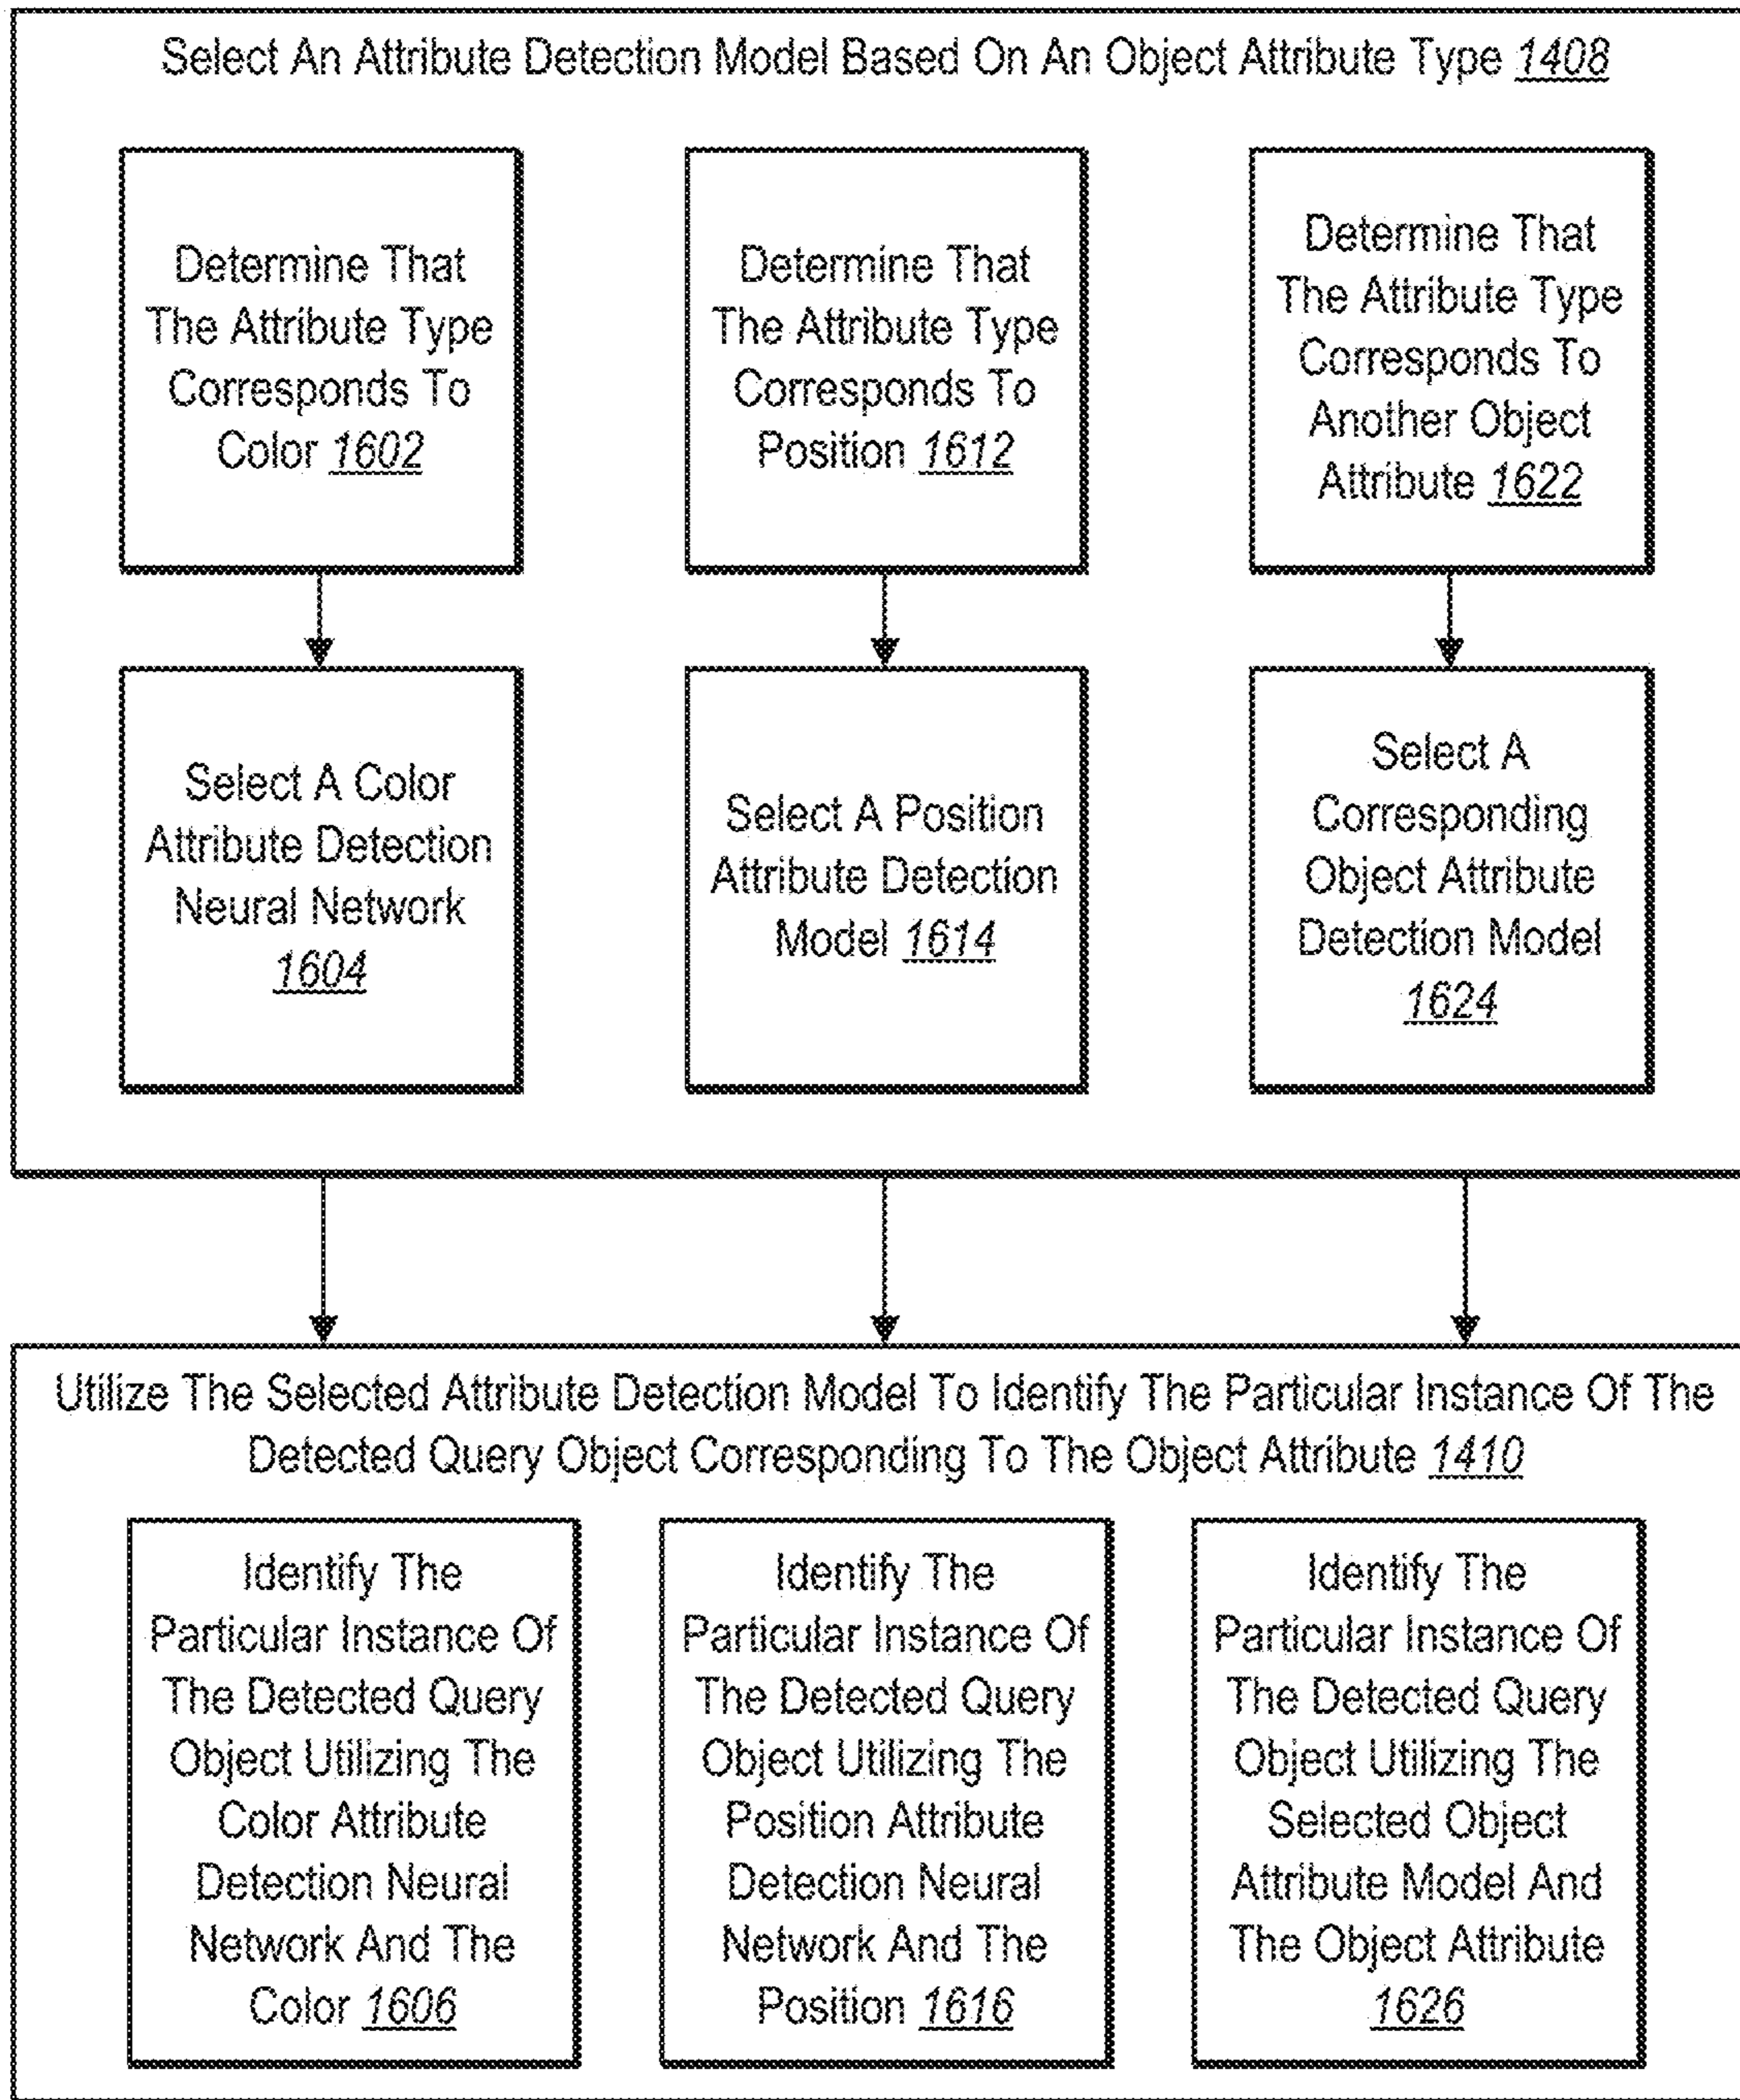 Select An Attribute Detection Model Based On An Object Attribute Type 1408
Determine That
The Attribute Type
Corresponds To
Color 1602
Determine That
The Attribute Type
Corresponds To
Position 1612
Determine That
The Attribute Type
Corresponds To
Another Object
Attribute 1622
Select A Color
Attribute Detection
Neural Network
1604
Select A Position
Attribute Detection
Model 1614
Select A
Corresponding
Object Attribute
Detection Model
1624
Utilize The Selected Attribute Detection Model To Identify The Particular Instance Of The
Detected Query Object Corresponding To The Object Attribute 1410
Identify The
Particular Instance Of
The Detected Query
Object Utilizing The
Color Attribute
Detection Neural
Network And The
Color 1606
Identify The
Particular Instance Of
The Detected Query
Object Utilizing The
Position Attribute
Detection Neural
Network And The
Position 1616
Identify The
Particular Instance Of
The Detected Query
Object Utilizing The
Selected Object
Attribute Model And
The Object Attribute
1626